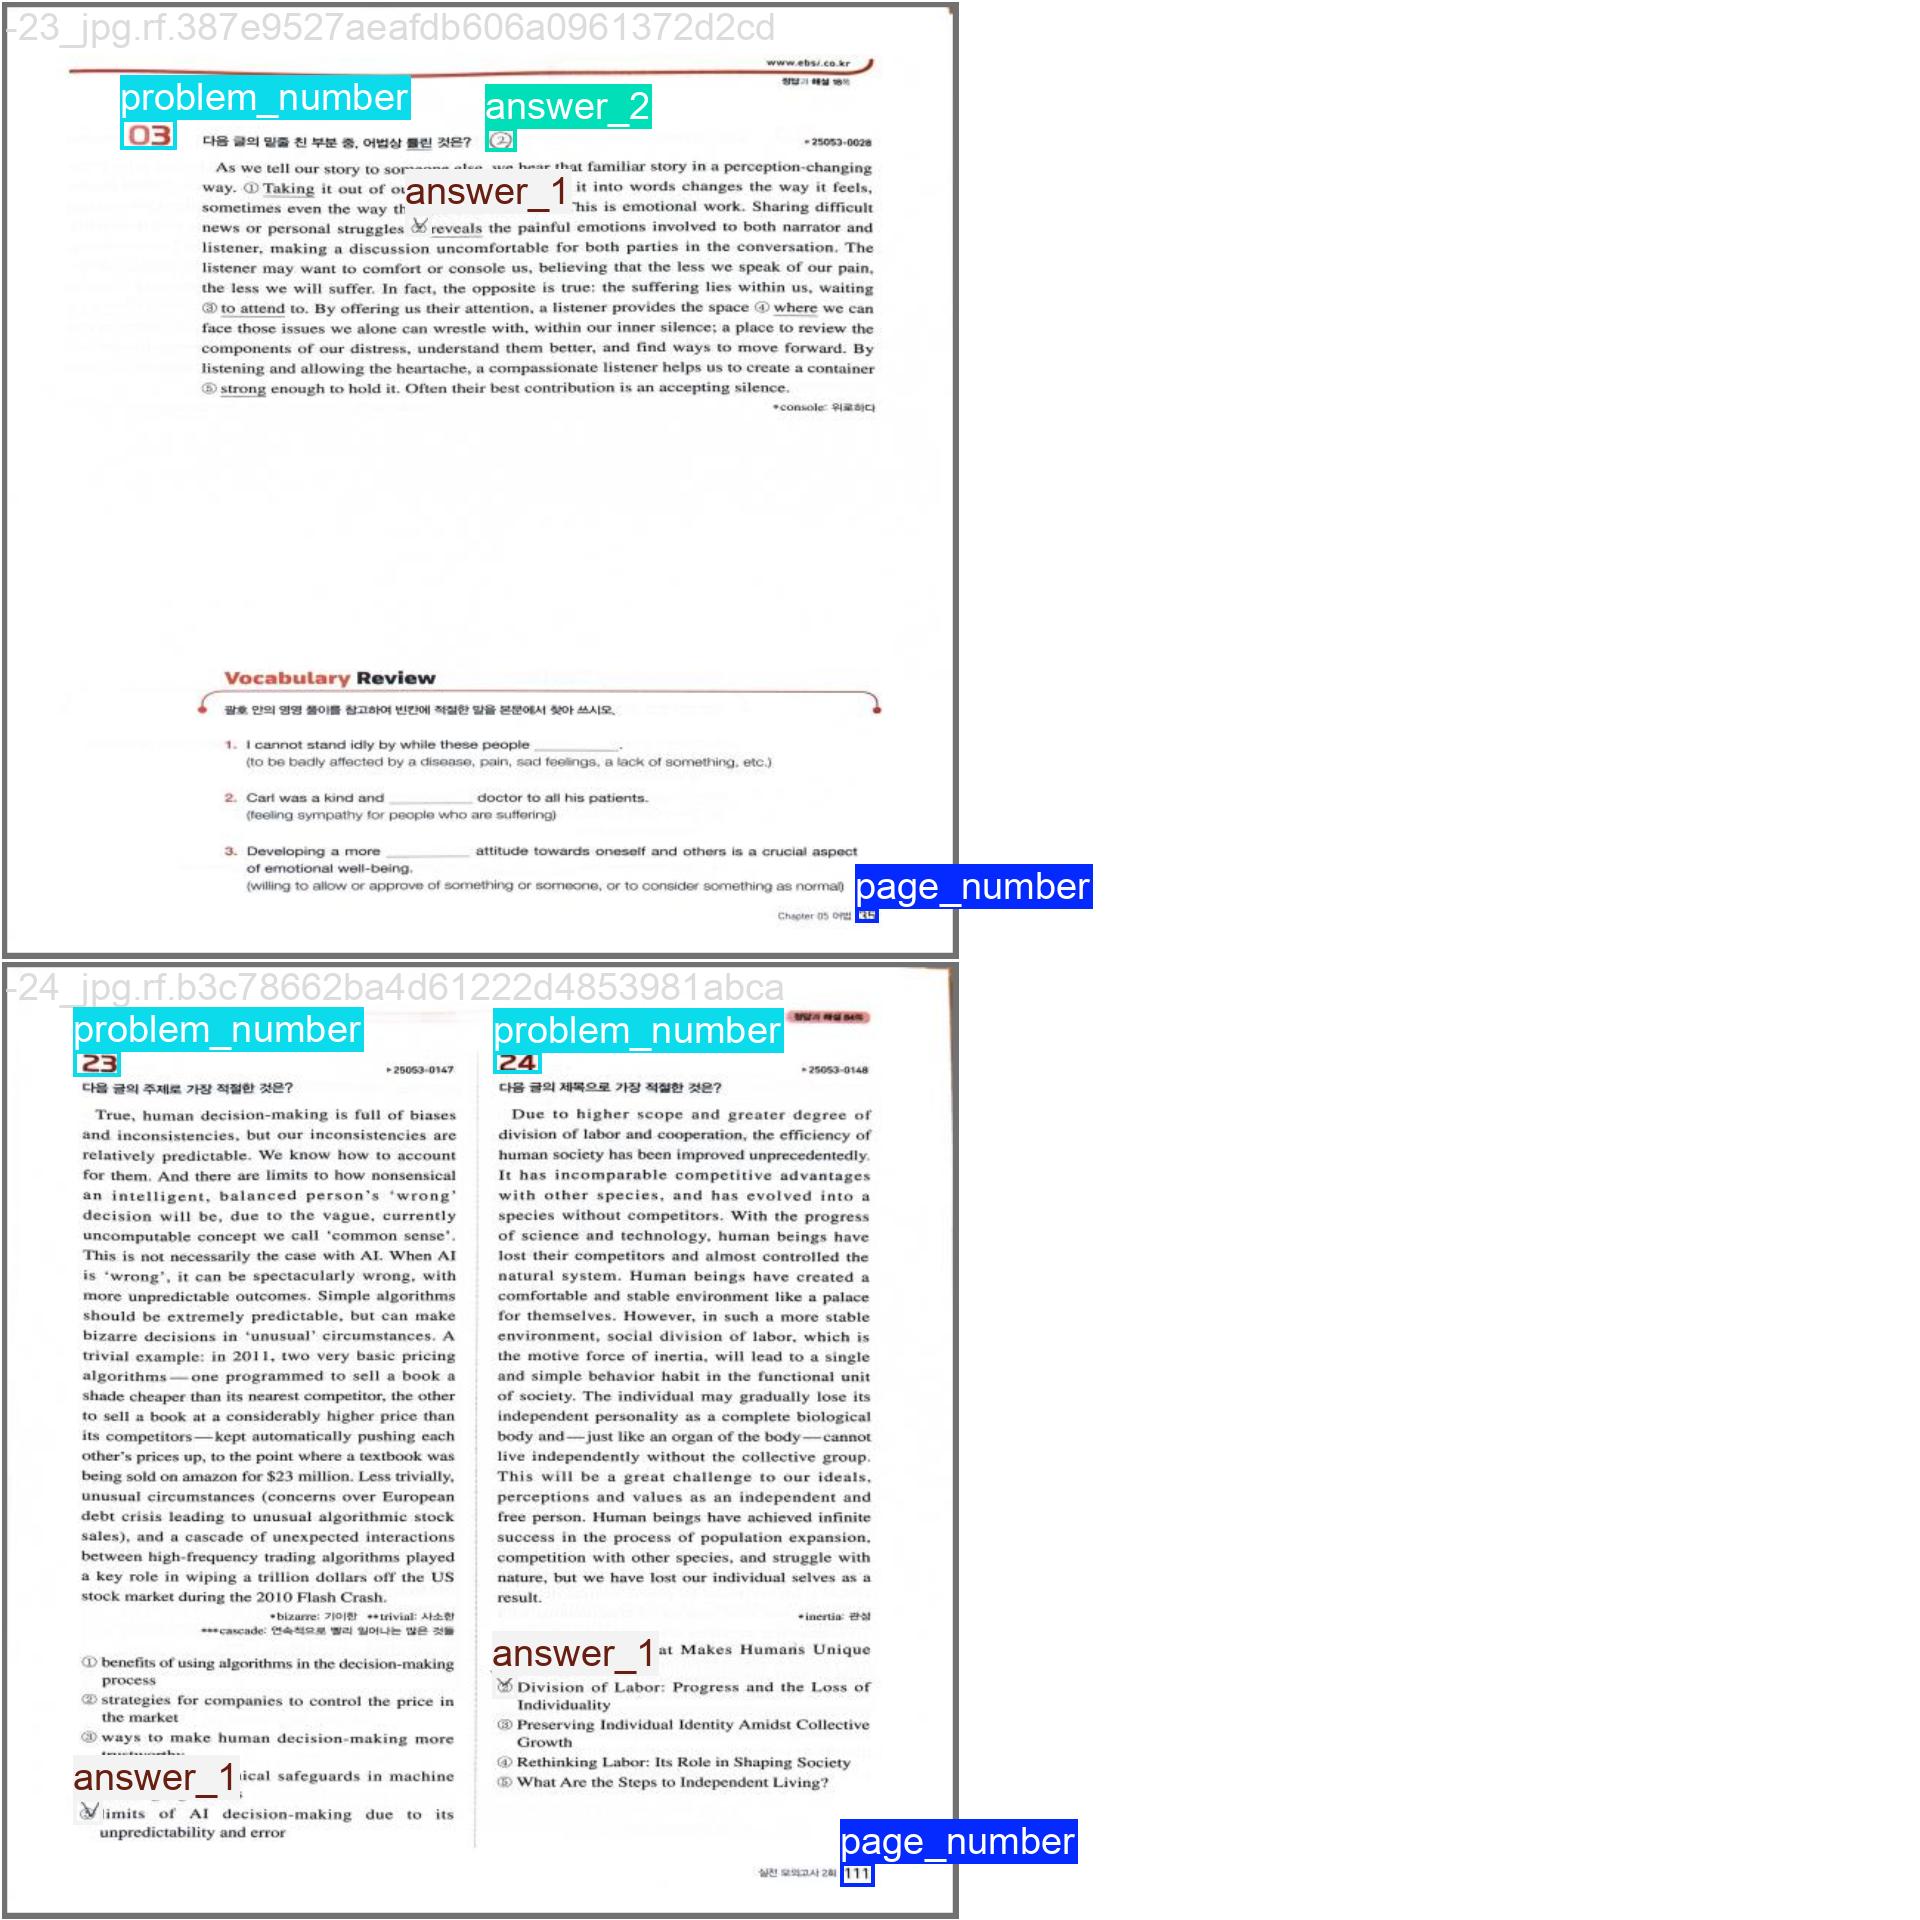 -23_jpg.rf.387e9527aeafdb606a0961372d2cd
www.ebsi.co.kr
정답과 해설 18쪽
problem_number
answer_2
03 다음 글의 밑줄 친 부분 중, 어법상 틀린 것은? ②
25053-0028
As we tell our story to someone else, we hear that familiar story in a perception-changing
way. ① Taking it out of ou answer_1 it into words changes the way it feels,
sometimes even the way th This is emotional work. Sharing difficult
news or personal struggles ② reveals the painful emotions involved to both narrator and
listener, making a discussion uncomfortable for both parties in the conversation. The
listener may want to comfort or console us, believing that the less we speak of our pain,
the less we will suffer. In fact, the opposite is true: the suffering lies within us, waiting
③ to attend to. By offering us their attention, a listener provides the space ④ where we can
face those issues we alone can wrestle with, within our inner silence; a place to review the
components of our distress, understand them better, and find ways to move forward. By
listening and allowing the heartache, a compassionate listener helps us to create a container
⑤ strong enough to hold it. Often their best contribution is an accepting silence.
*console: 위로하다
Vocabulary Review
괄호 안의 영영 풀이를 참고하여 빈칸에 적절한 말을 본문에서 찾아 쓰시오.
1. I cannot stand idly by while these people __________.
(to be badly affected by a disease, pain, sad feelings, a lack of something, etc.)
2. Carl was a kind and __________ doctor to all his patients.
(feeling sympathy for people who are suffering)
3. Developing a more __________ attitude towards oneself and others is a crucial aspect
of emotional well-being.
(willing to allow or approve of something or someone, or to consider something as normal)
page_number
Chapter 05 어법
-24_jpg.rf.b3c78662ba4d61222d4853981abca
정답과 해설 54쪽
problem_number
23
25053-0147
다음 글의 주제로 가장 적절한 것은?
True, human decision-making is full of biases
and inconsistencies, but our inconsistencies are
relatively predictable. We know how to account
for them. And there are limits to how nonsensical
an intelligent, balanced person's 'wrong'
decision will be, due to the vague, currently
uncomputable concept we call 'common sense'.
This is not necessarily the case with AI. When AI
is 'wrong', it can be spectacularly wrong, with
more unpredictable outcomes. Simple algorithms
should be extremely predictable, but can make
bizarre decisions in 'unusual' circumstances. A
trivial example: in 2011, two very basic pricing
algorithms—one programmed to sell a book a
shade cheaper than its nearest competitor, the other
to sell a book at a considerably higher price than
its competitors—kept automatically pushing each
other's prices up, to the point where a textbook was
being sold on amazon for $23 million. Less trivially,
unusual circumstances (concerns over European
debt crisis leading to unusual algorithmic stock
sales), and a cascade of unexpected interactions
between high-frequency trading algorithms played
a key role in wiping a trillion dollars off the US
stock market during the 2010 Flash Crash.
*bizarre: 기이한 **trivial: 사소한
***cascade: 연속적으로 빨리 일어나는 많은 것들
① benefits of using algorithms in the decision-making
process
② strategies for companies to control the price in
the market
③ ways to make human decision-making more
trustworthy
answer_1 ical safeguards in machine
⑤ limits of AI decision-making due to its
unpredictability and error
problem_number
24
25053-0148
다음 글의 제목으로 가장 적절한 것은?
Due to higher scope and greater degree of
division of labor and cooperation, the efficiency of
human society has been improved unprecedentedly.
It has incomparable competitive advantages
with other species, and has evolved into a
species without competitors. With the progress
of science and technology, human beings have
lost their competitors and almost controlled the
natural system. Human beings have created a
comfortable and stable environment like a palace
for themselves. However, in such a more stable
environment, social division of labor, which is
the motive force of inertia, will lead to a single
and simple behavior habit in the functional unit
of society. The individual may gradually lose its
independent personality as a complete biological
body and—just like an organ of the body—cannot
live independently without the collective group.
This will be a great challenge to our ideals,
perceptions and values as an independent and
free person. Human beings have achieved infinite
success in the process of population expansion,
competition with other species, and struggle with
nature, but we have lost our individual selves as a
result.
*inertia: 관성
answer_1 at Makes Humans Unique
② Division of Labor: Progress and the Loss of
Individuality
③ Preserving Individual Identity Amidst Collective
Growth
④ Rethinking Labor: Its Role in Shaping Society
⑤ What Are the Steps to Independent Living?
page_number
실전 모의고사 2회 111